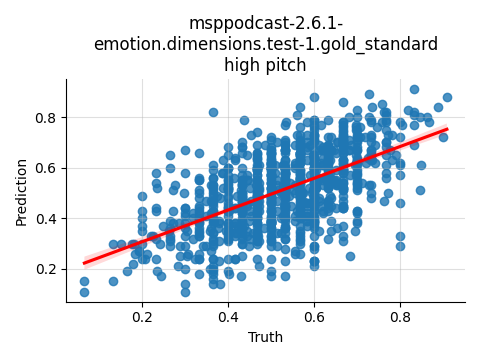 msppodcast-2.6.1-
emotion.dimensions.test-1.gold_standard
high pitch
Prediction
0.8
0.6
0.4
0.2
0.2 0.4 0.6 0.8
Truth